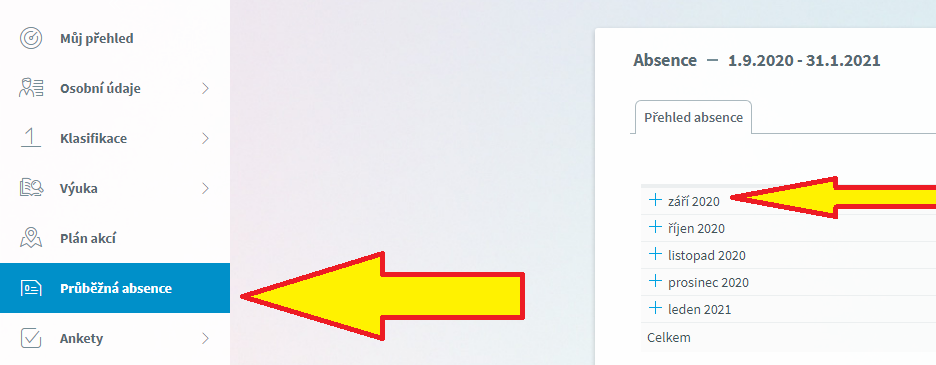 Můj přehled
Osobní údaje
Klasifikace
Výuka
Plán akcí
Průběžná absence
Ankety
Absence — 1.9.2020 - 31.1.2021
Přehled absence
září 2020
říjen 2020
listopad 2020
prosinec 2020
leden 2021
Celkem